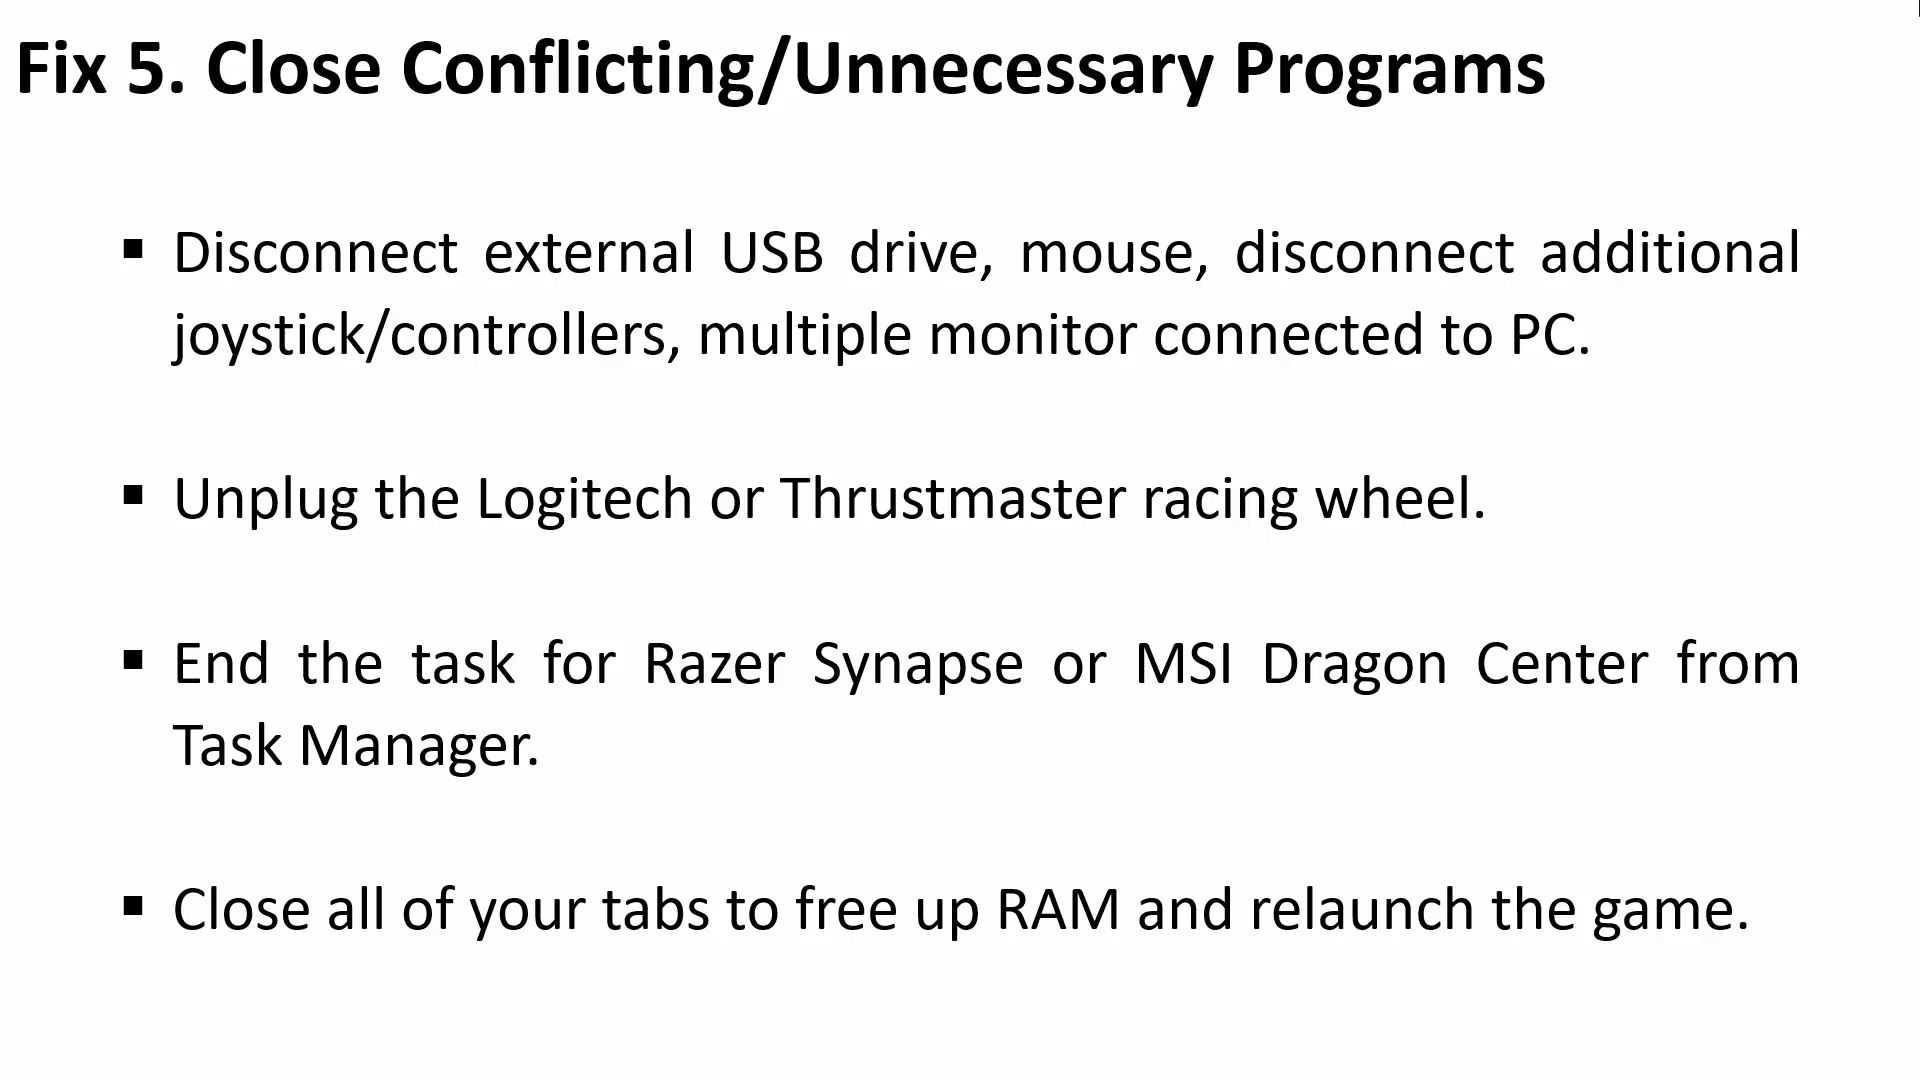 Fix 5. Close Conflicting/Unnecessary Programs
▪ Disconnect external USB drive, mouse, disconnect additional
joystick/controllers, multiple monitor connected to PC.
▪ Unplug the Logitech or Thrustmaster racing wheel.
▪ End the task for Razer Synapse or MSI Dragon Center from
Task Manager.
▪ Close all of your tabs to free up RAM and relaunch the game.